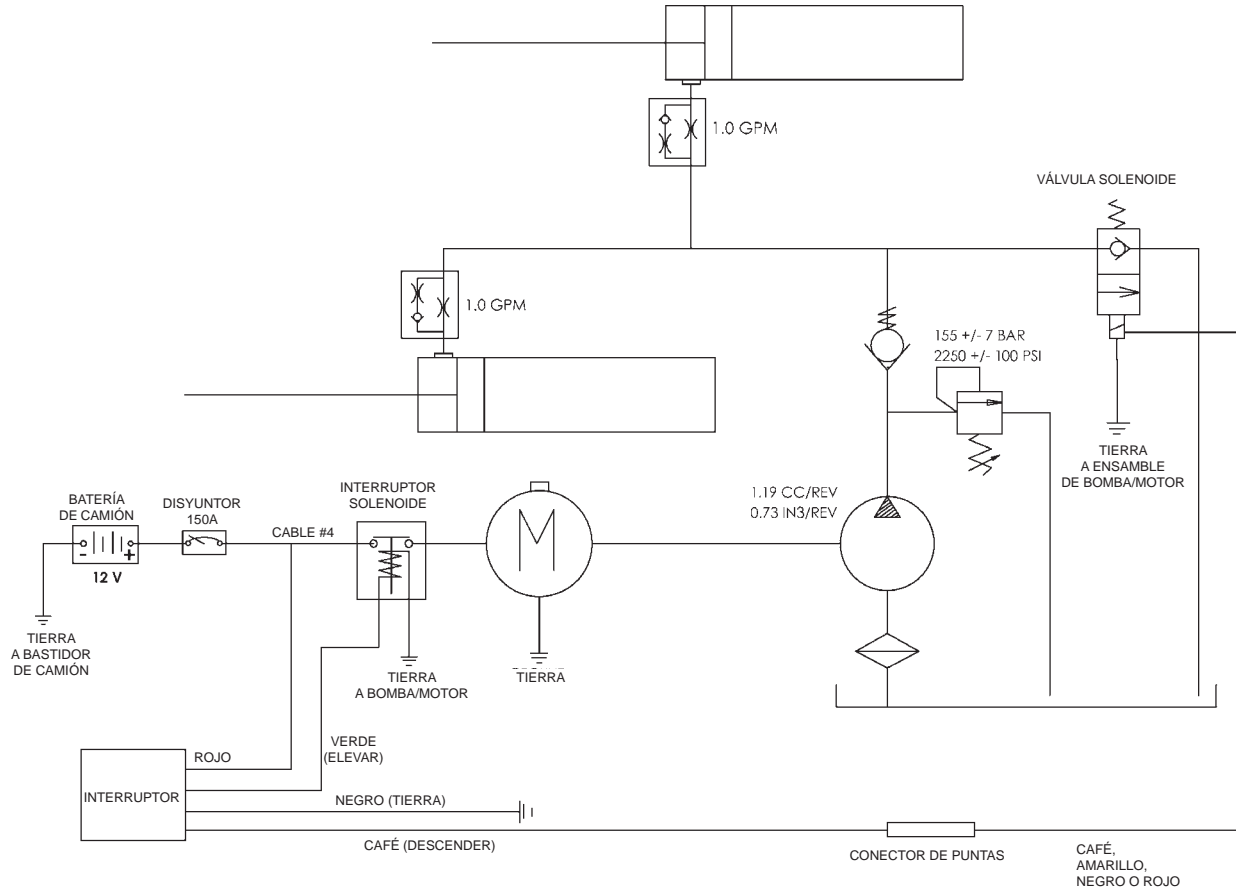 1.0 GPM
VÁLVULA SOLENOIDE
1.0 GPM
155 +/- 7 BAR
2250 +/- 100 PSI
TIERRA
A ENSAMBLE
DE BOMBA/MOTOR
1.19 CC/REV
0.73 IN3/REV
BATERÍA
DE CAMIÓN
- +
12 V
DISYUNTOR
150A
CABLE #4
INTERRUPTOR
SOLENOIDE
M
TIERRA
A BASTIDOR
DE CAMIÓN
TIERRA
A BOMBA/MOTOR
TIERRA
VERDE
(ELEVAR)
ROJO
INTERRUPTOR
NEGRO (TIERRA)
CAFÉ (DESCENDER)
CONECTOR DE PUNTAS
CAFÉ,
AMARILLO,
NEGRO O ROJO